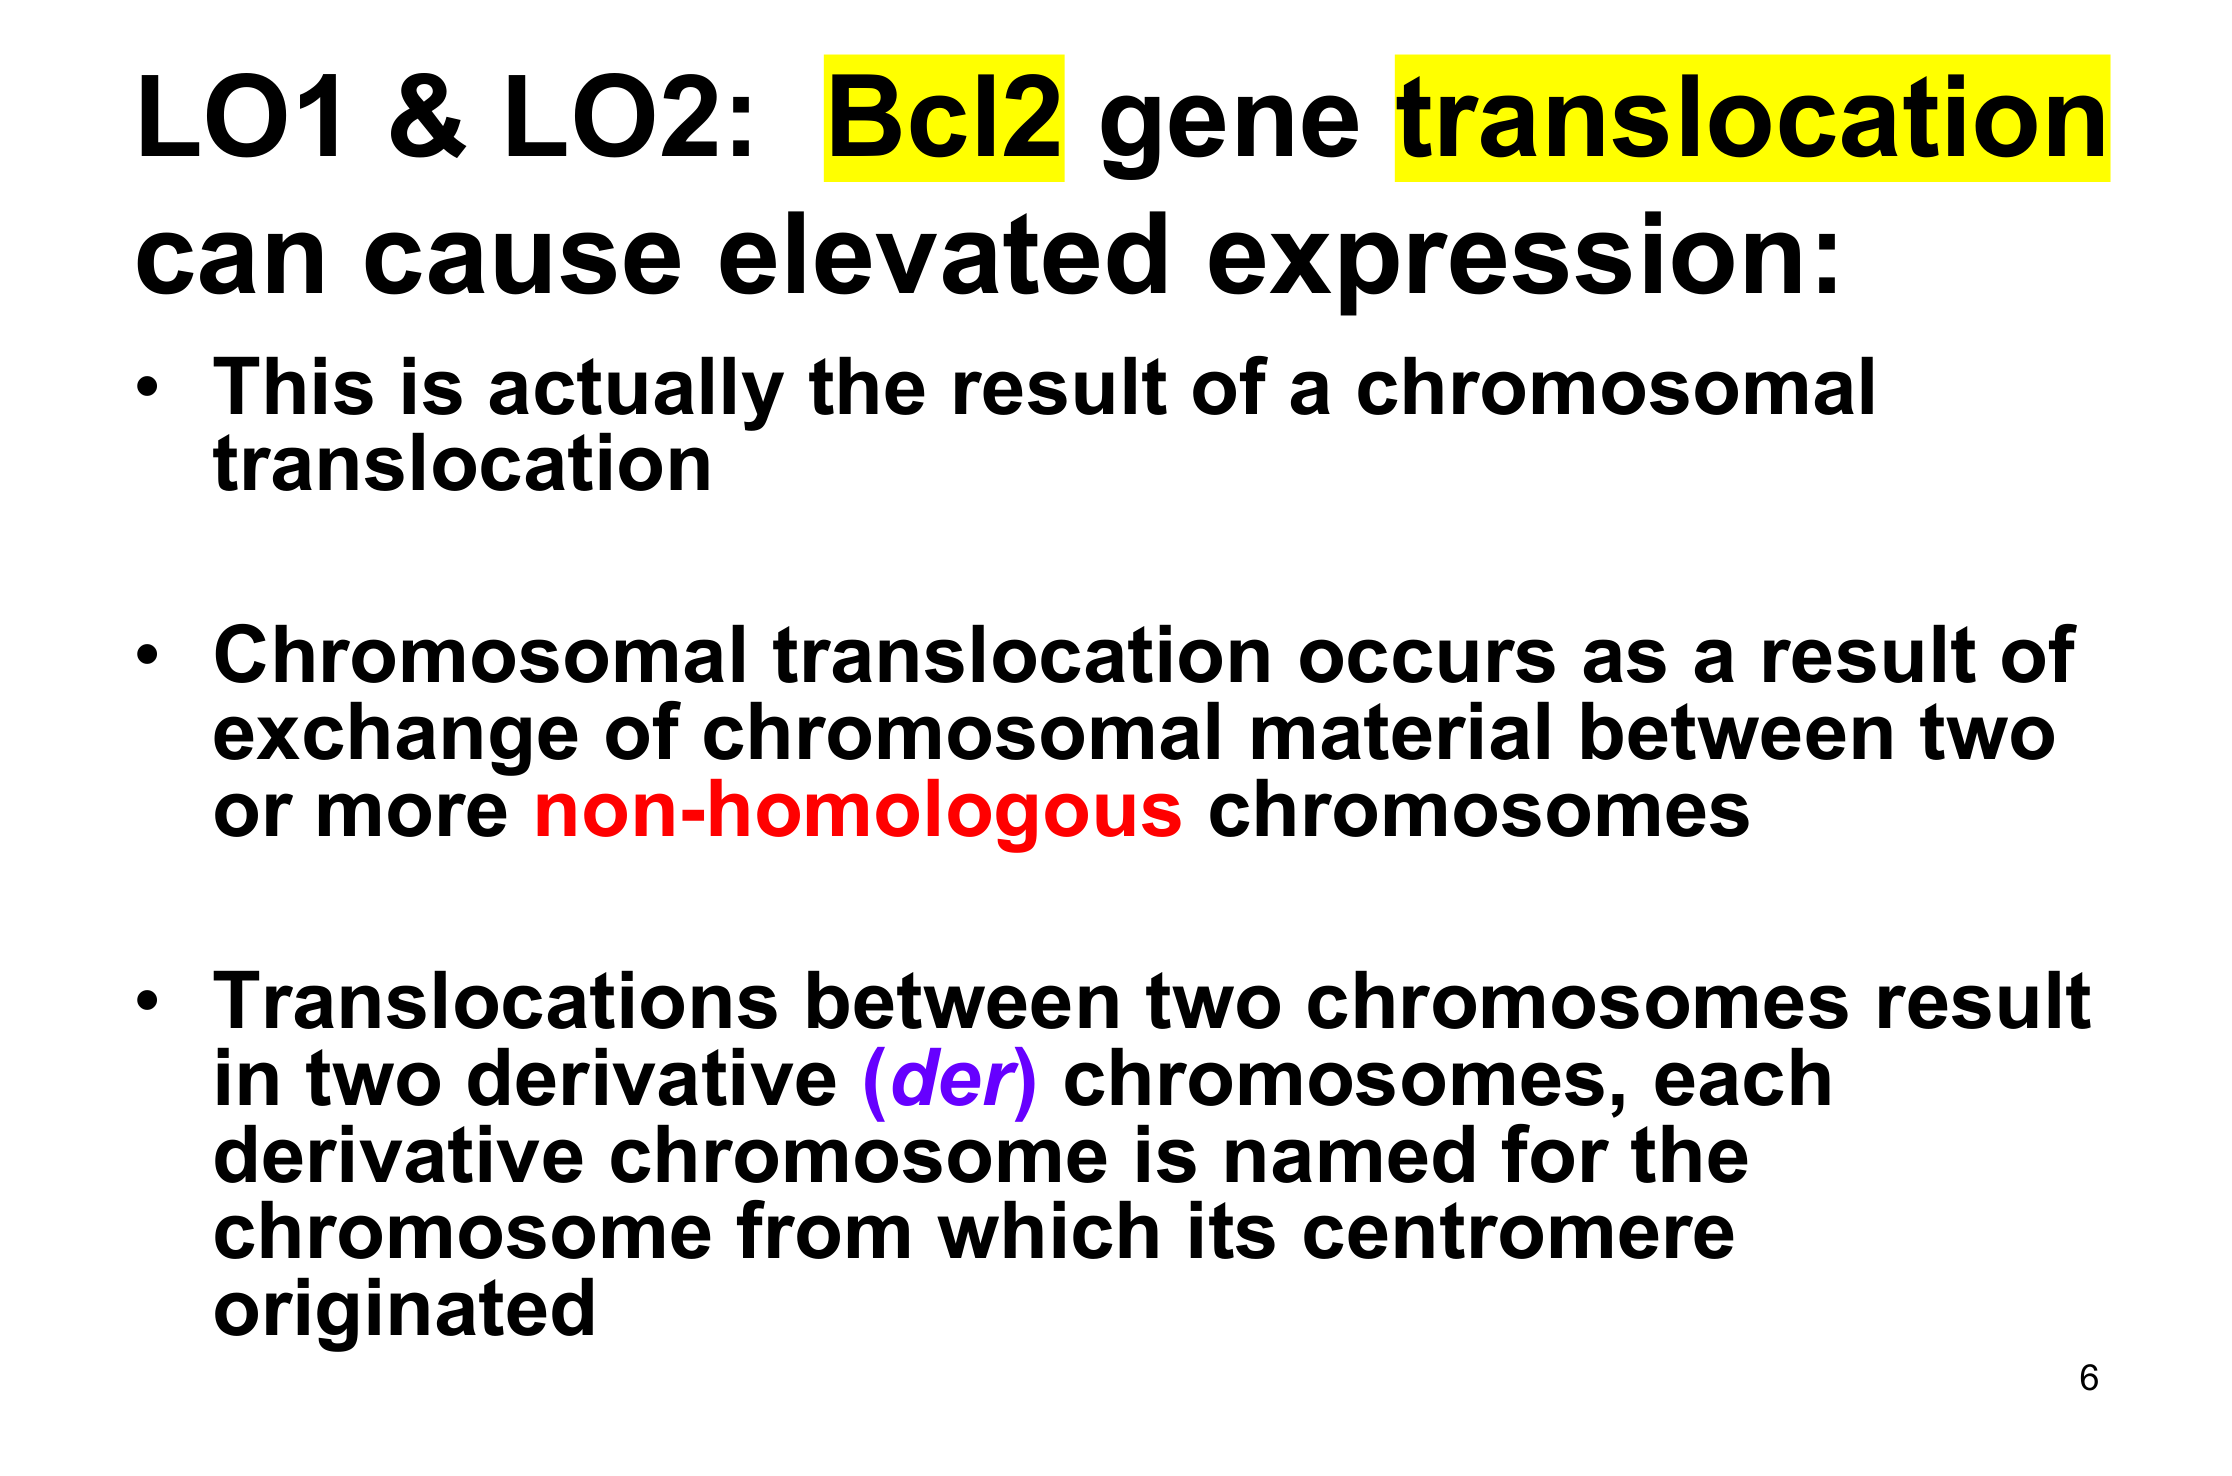 LO1 & LO2:  Bcl2 gene translocation
can cause elevated expression:
• This is actually the result of a chromosomal
translocation
• Chromosomal translocation occurs as a result of
exchange of chromosomal material between two
or more non-homologous chromosomes
• Translocations between two chromosomes result
in two derivative (der) chromosomes, each
derivative chromosome is named for the
chromosome from which its centromere
originated
6